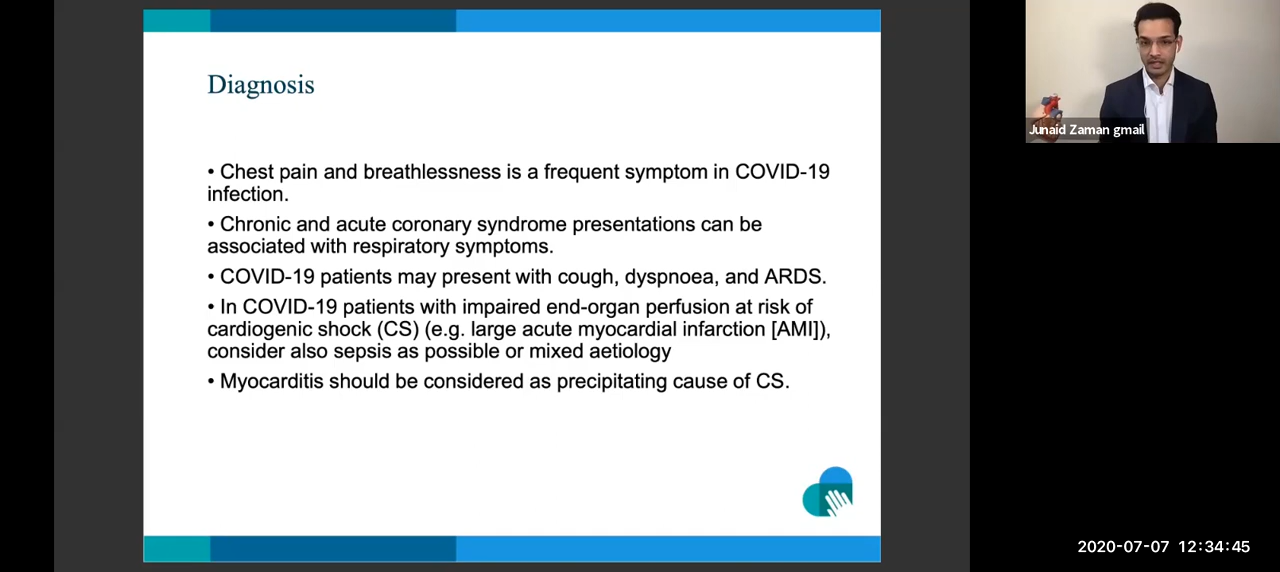 Diagnosis
• Chest pain and breathlessness is a frequent symptom in COVID-19
infection.
• Chronic and acute coronary syndrome presentations can be
associated with respiratory symptoms.
• COVID-19 patients may present with cough, dyspnoea, and ARDS.
• In COVID-19 patients with impaired end-organ perfusion at risk of
cardiogenic shock (CS) (e.g. large acute myocardial infarction [AMI]),
consider also sepsis as possible or mixed aetiology
• Myocarditis should be considered as precipitating cause of CS.
Junaid Zaman gmail
2020-07-07 12:34:45